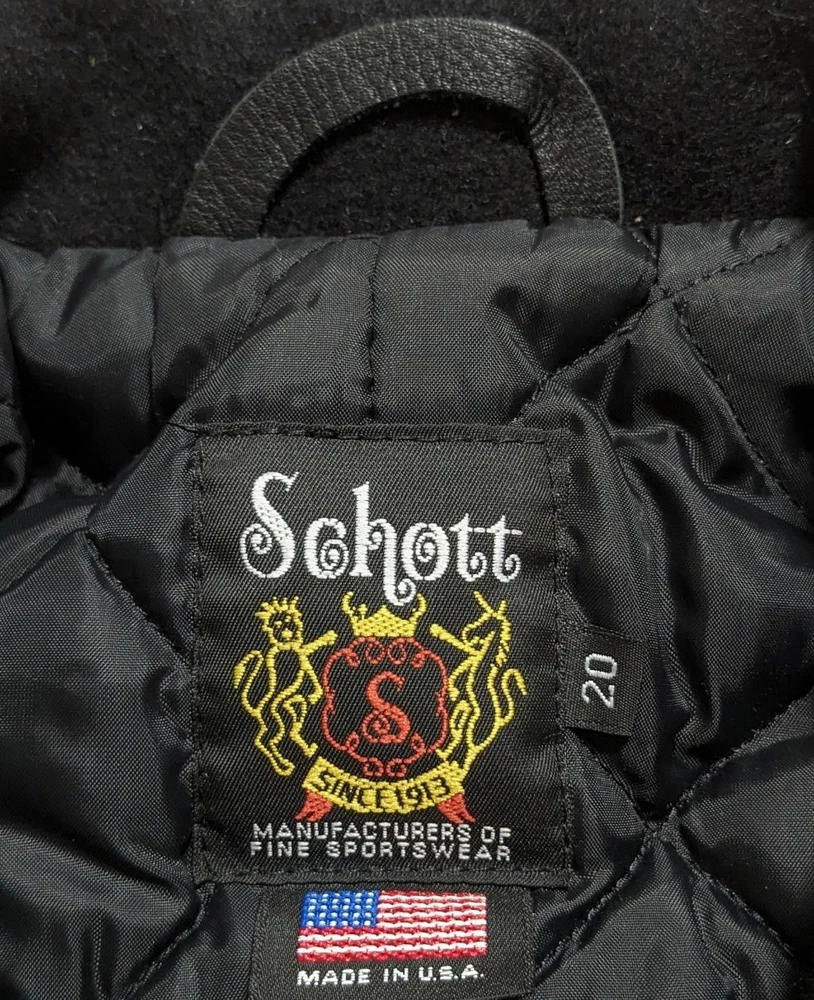 Schott
20
S
SINCE 1913
MANUFACTURERS OF
FINE SPORTSWEAR
MADE IN U.S.A.